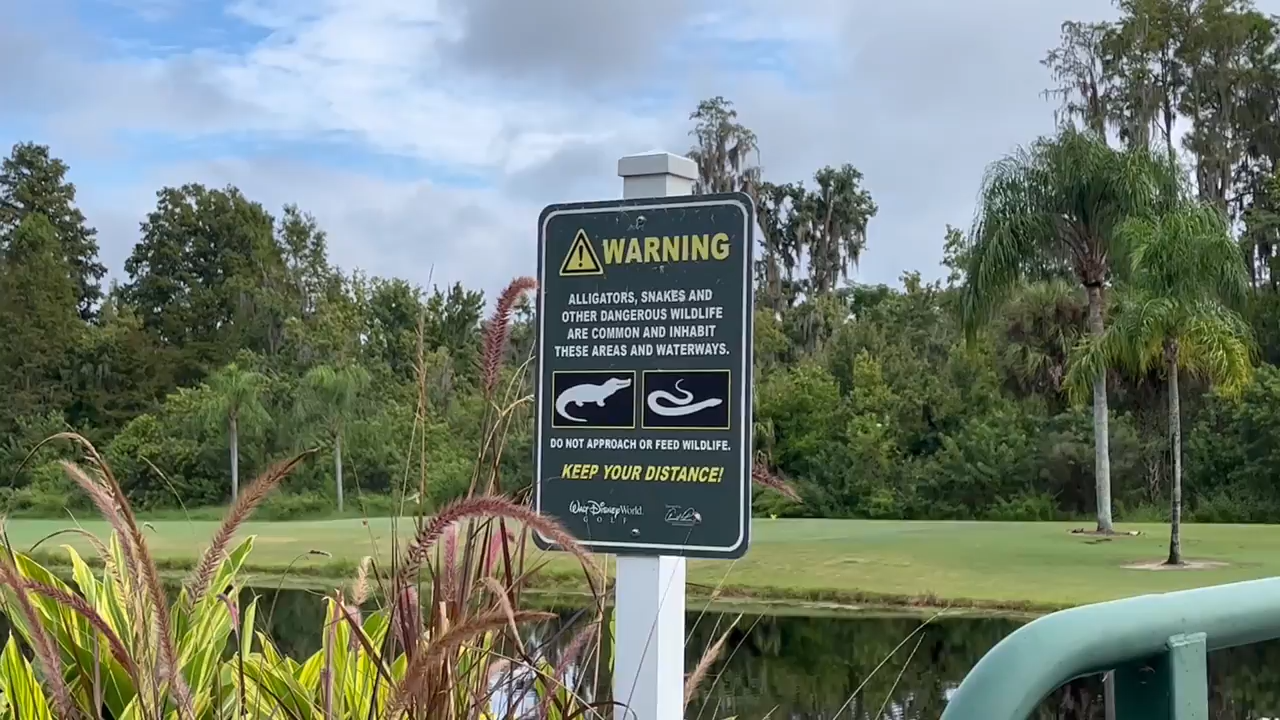 WARNING
ALLIGATORS, SNAKES AND
OTHER DANGEROUS WILDLIFE
ARE COMMON AND INHABIT
THESE AREAS AND WATERWAYS.
DO NOT APPROACH OR FEED WILDLIFE.
KEEP YOUR DISTANCE!
Walt Disney World.
GOLF